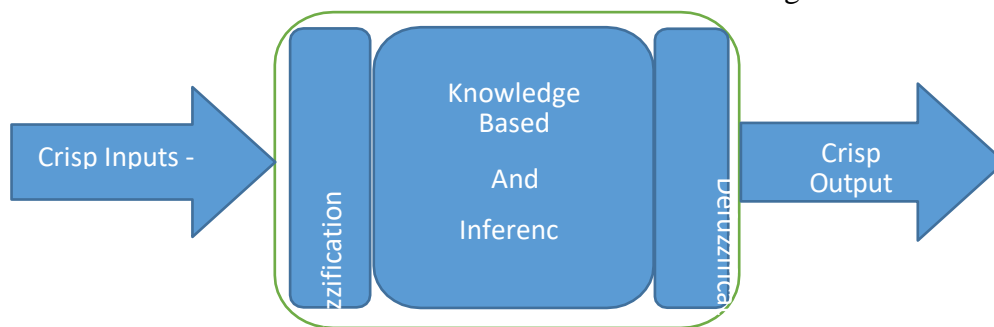 Crisp Inputs -
zzification
Knowledge
Based
And
Inferenc
Defuzzifica
Crisp
Output